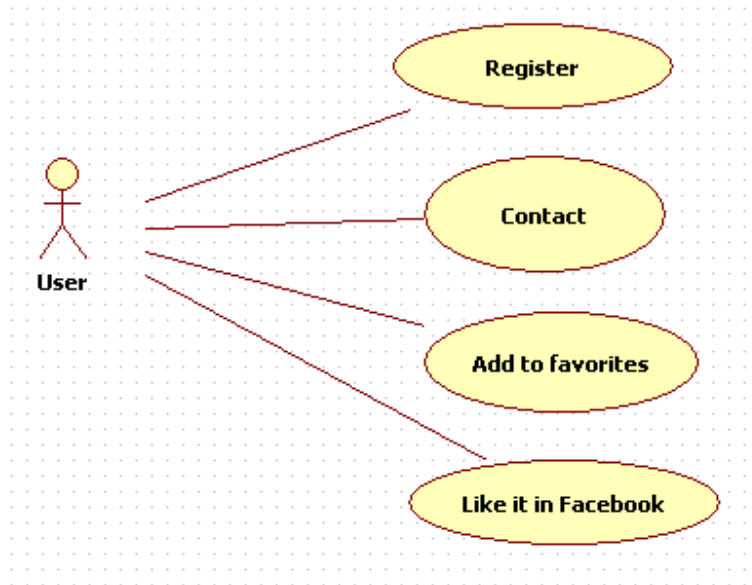 Register
Contact
User
Add to favorites
Like it in Facebook